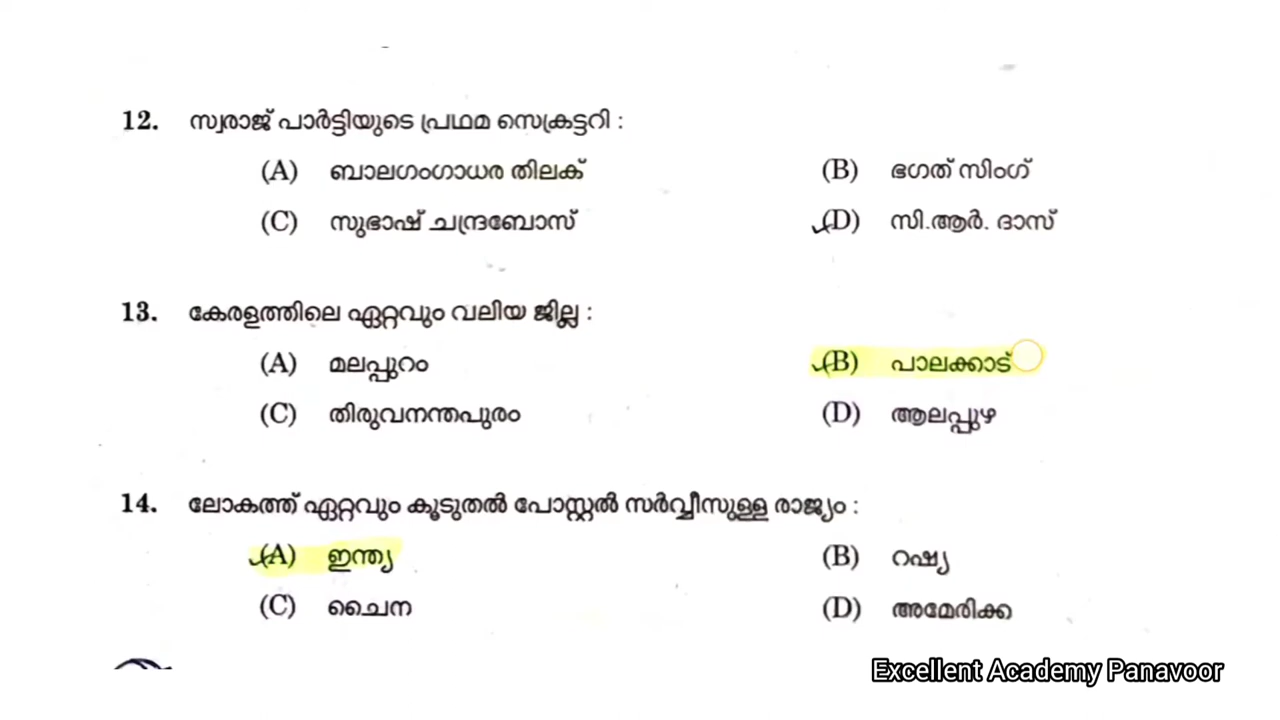 12. സ്വരാജ് പാർട്ടിയുടെ പ്രഥമ സെക്രട്ടറി :
(A) ബാലഗംഗാധര തിലക് (B) ഭഗത് സിംഗ്
(C) സുഭാഷ് ചന്ദ്രബോസ് (D) സി.ആർ. ദാസ്
13. കേരളത്തിലെ ഏറ്റവും വലിയ ജില്ല :
(A) മലപ്പുറം (B) പാലക്കാട്
(C) തിരുവനന്തപുരം (D) ആലപ്പുഴ
14. ലോകത്ത് ഏറ്റവും കൂടുതൽ പോസ്റ്റൽ സർവ്വീസുള്ള രാജ്യം :
(A) ഇന്ത്യ (B) റഷ്യ
(C) ചൈന (D) അമേരിക്ക
Excellent Academy Panavoor